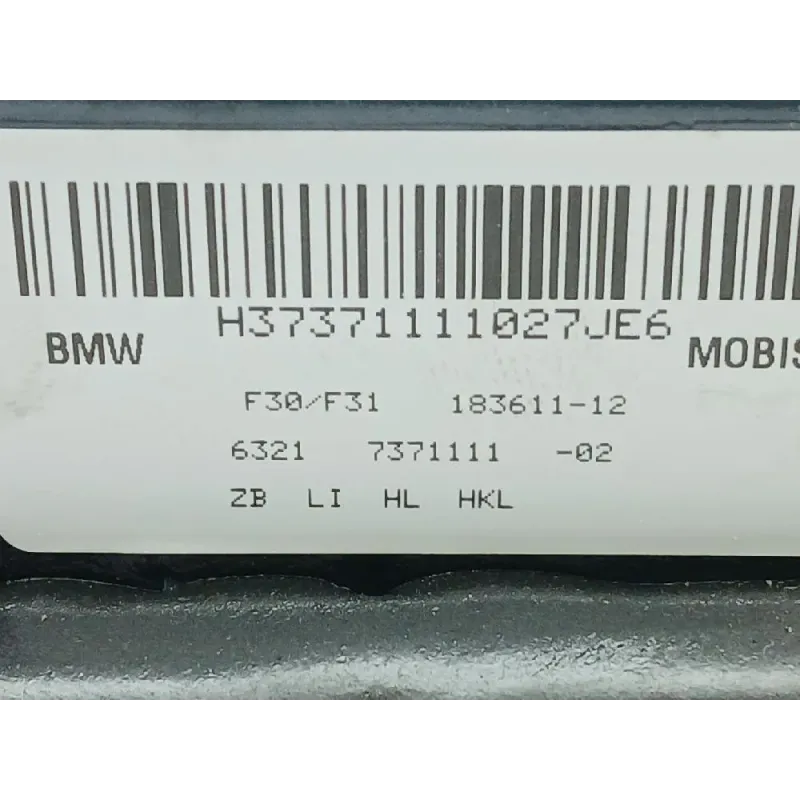 H37371111027JE6
BMW MOBIS
F30/F31 183611-12
6321 7371111 -02
ZB LI HL HKL